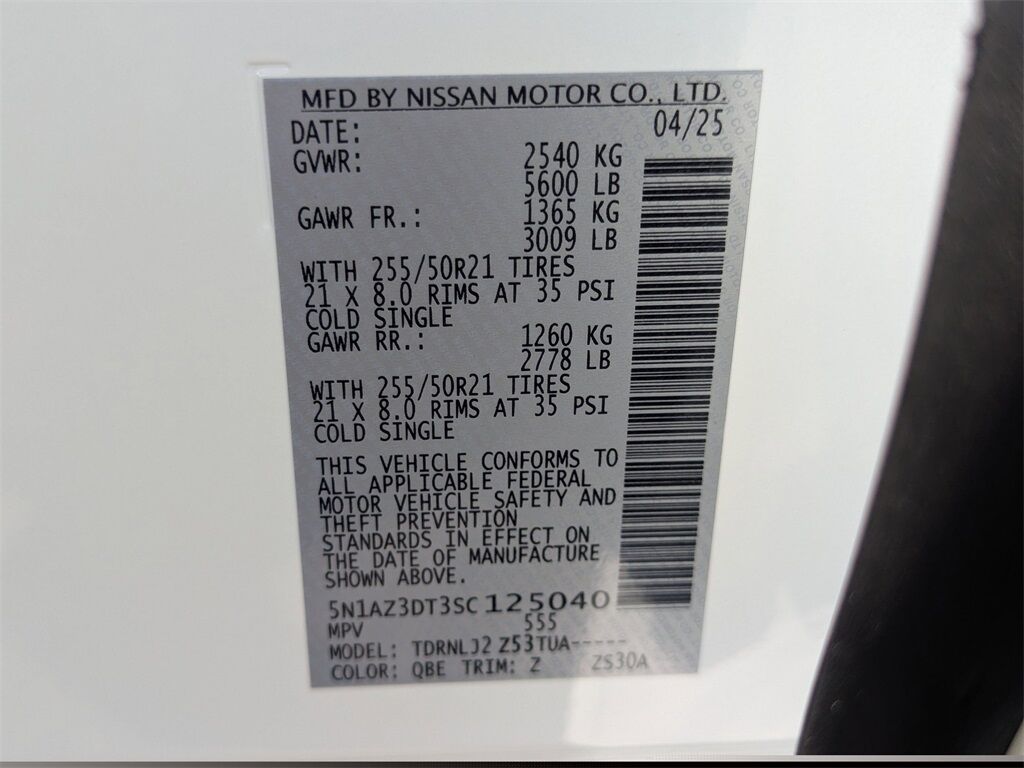 MFD BY NISSAN MOTOR CO., LTD.
DATE: 04/25
GVWR: 2540 KG
5600 LB
GAWR FR.: 1365 KG
3009 LB
WITH 255/50R21 TIRES
21 X 8.0 RIMS AT 35 PSI
COLD SINGLE
GAWR RR.: 1260 KG
2778 LB
WITH 255/50R21 TIRES
21 X 8.0 RIMS AT 35 PSI
COLD SINGLE
THIS VEHICLE CONFORMS TO
ALL APPLICABLE FEDERAL
MOTOR VEHICLE SAFETY AND
THEFT PREVENTION
STANDARDS IN EFFECT ON
THE DATE OF MANUFACTURE
SHOWN ABOVE.
5N1AZ3DT3SC125040
MPV 555
MODEL: TDRNLJ2 Z53TUA-----
COLOR: QBE TRIM: Z ZS30A